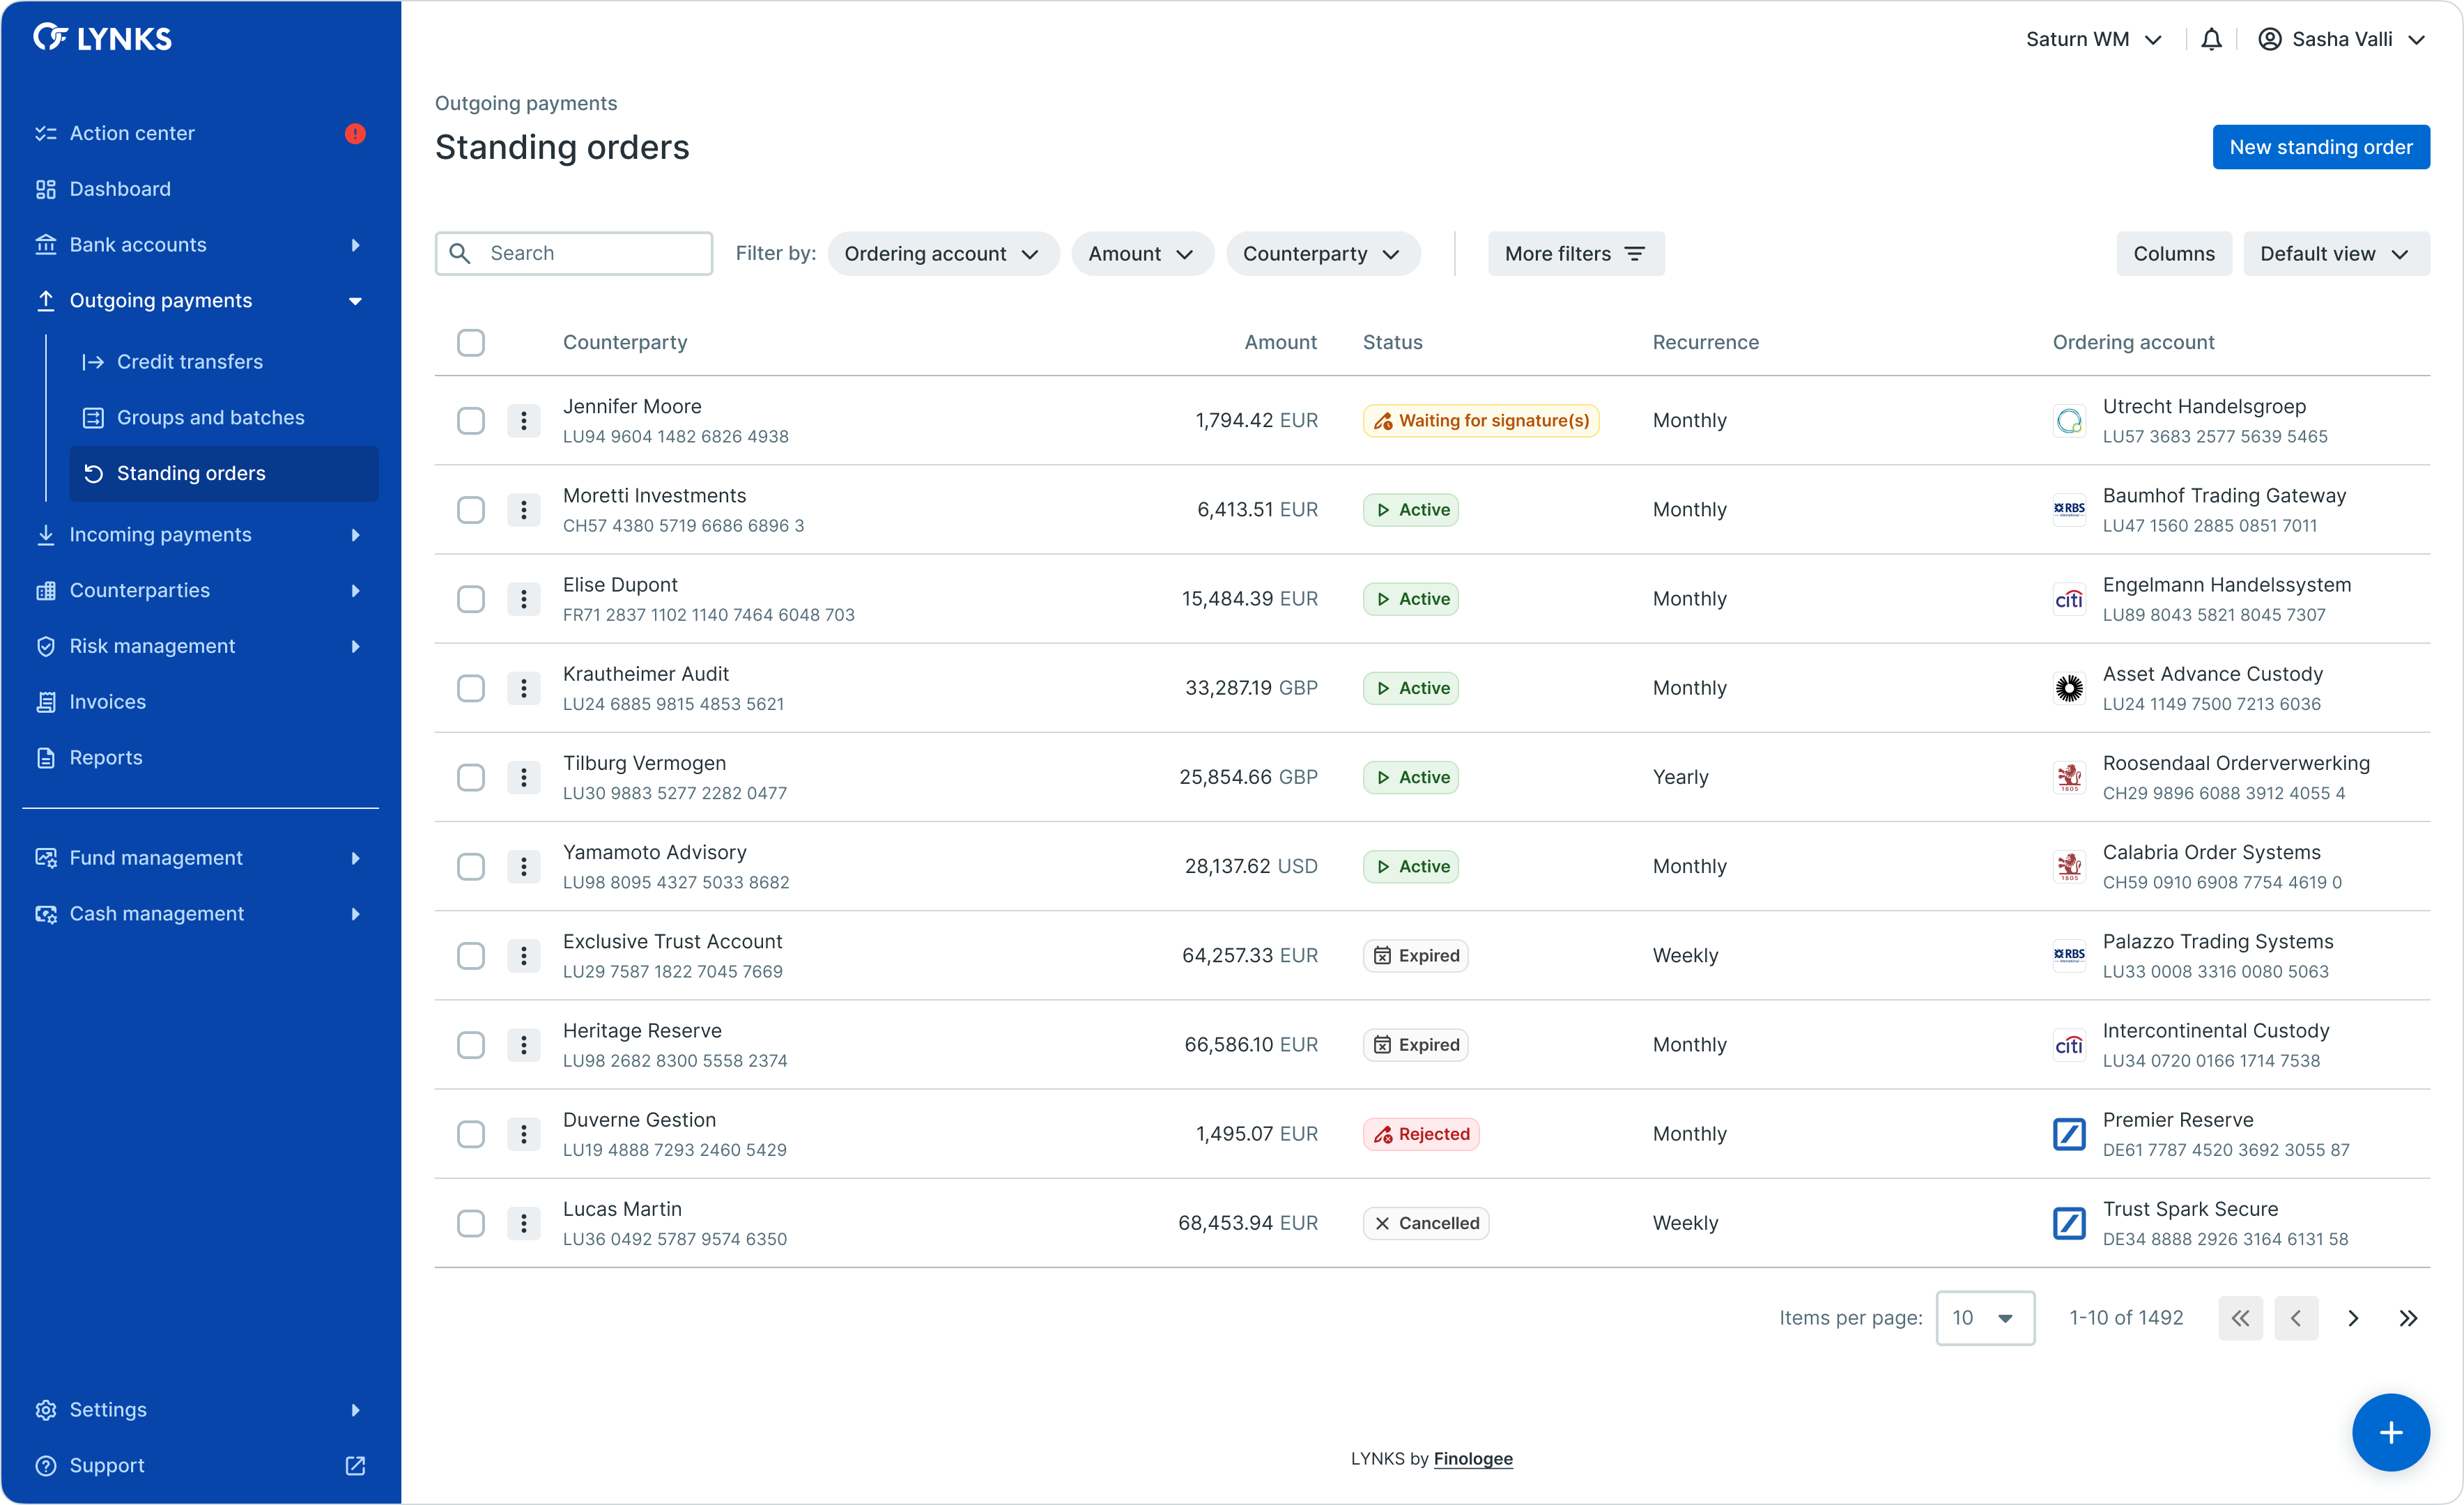 LYNKS
Saturn WM
Sasha Valli
Action center
Dashboard
Bank accounts
Outgoing payments
Credit transfers
Groups and batches
Standing orders
Incoming payments
Counterparties
Risk management
Invoices
Reports
Fund management
Cash management
Settings
Support
Outgoing payments
Standing orders
New standing order
Search
Filter by:
Ordering account
Amount
Counterparty
More filters
Columns
Default view
Counterparty Amount Status Recurrence Ordering account
Jennifer Moore
LU94 9604 1482 6826 4938
1,794.42 EUR
Waiting for signature(s)
Monthly
Utrecht Handelsgroep
LU57 3683 2577 5639 5465
Moretti Investments
CH57 4380 5719 6686 6896 3
6,413.51 EUR
Active
Monthly
RBS
Baumhof Trading Gateway
LU47 1560 2885 0851 7011
Elise Dupont
FR71 2837 1102 1140 7464 6048 703
15,484.39 EUR
Active
Monthly
citi
Engelmann Handelssystem
LU89 8043 5821 8045 7307
Krautheimer Audit
LU24 6885 9815 4853 5621
33,287.19 GBP
Active
Monthly
Asset Advance Custody
LU24 1149 7500 7213 6036
Tilburg Vermogen
LU30 9883 5277 2282 0477
25,854.66 GBP
Active
Yearly
1805
Roosendaal Orderverwerking
CH29 9896 6088 3912 4055 4
Yamamoto Advisory
LU98 8095 4327 5033 8682
28,137.62 USD
Active
Monthly
1805
Calabria Order Systems
CH59 0910 6908 7754 4619 0
Exclusive Trust Account
LU29 7587 1822 7045 7669
64,257.33 EUR
Expired
Weekly
RBS
Palazzo Trading Systems
LU33 0008 3316 0080 5063
Heritage Reserve
LU98 2682 8300 5558 2374
66,586.10 EUR
Expired
Monthly
citi
Intercontinental Custody
LU34 0720 0166 1714 7538
Duverne Gestion
LU19 4888 7293 2460 5429
1,495.07 EUR
Rejected
Monthly
Premier Reserve
DE61 7787 4520 3692 3055 87
Lucas Martin
LU36 0492 5787 9574 6350
68,453.94 EUR
Cancelled
Weekly
Trust Spark Secure
DE34 8888 2926 3164 6131 58
Items per page: 10
1-10 of 1492
LYNKS by Finologee